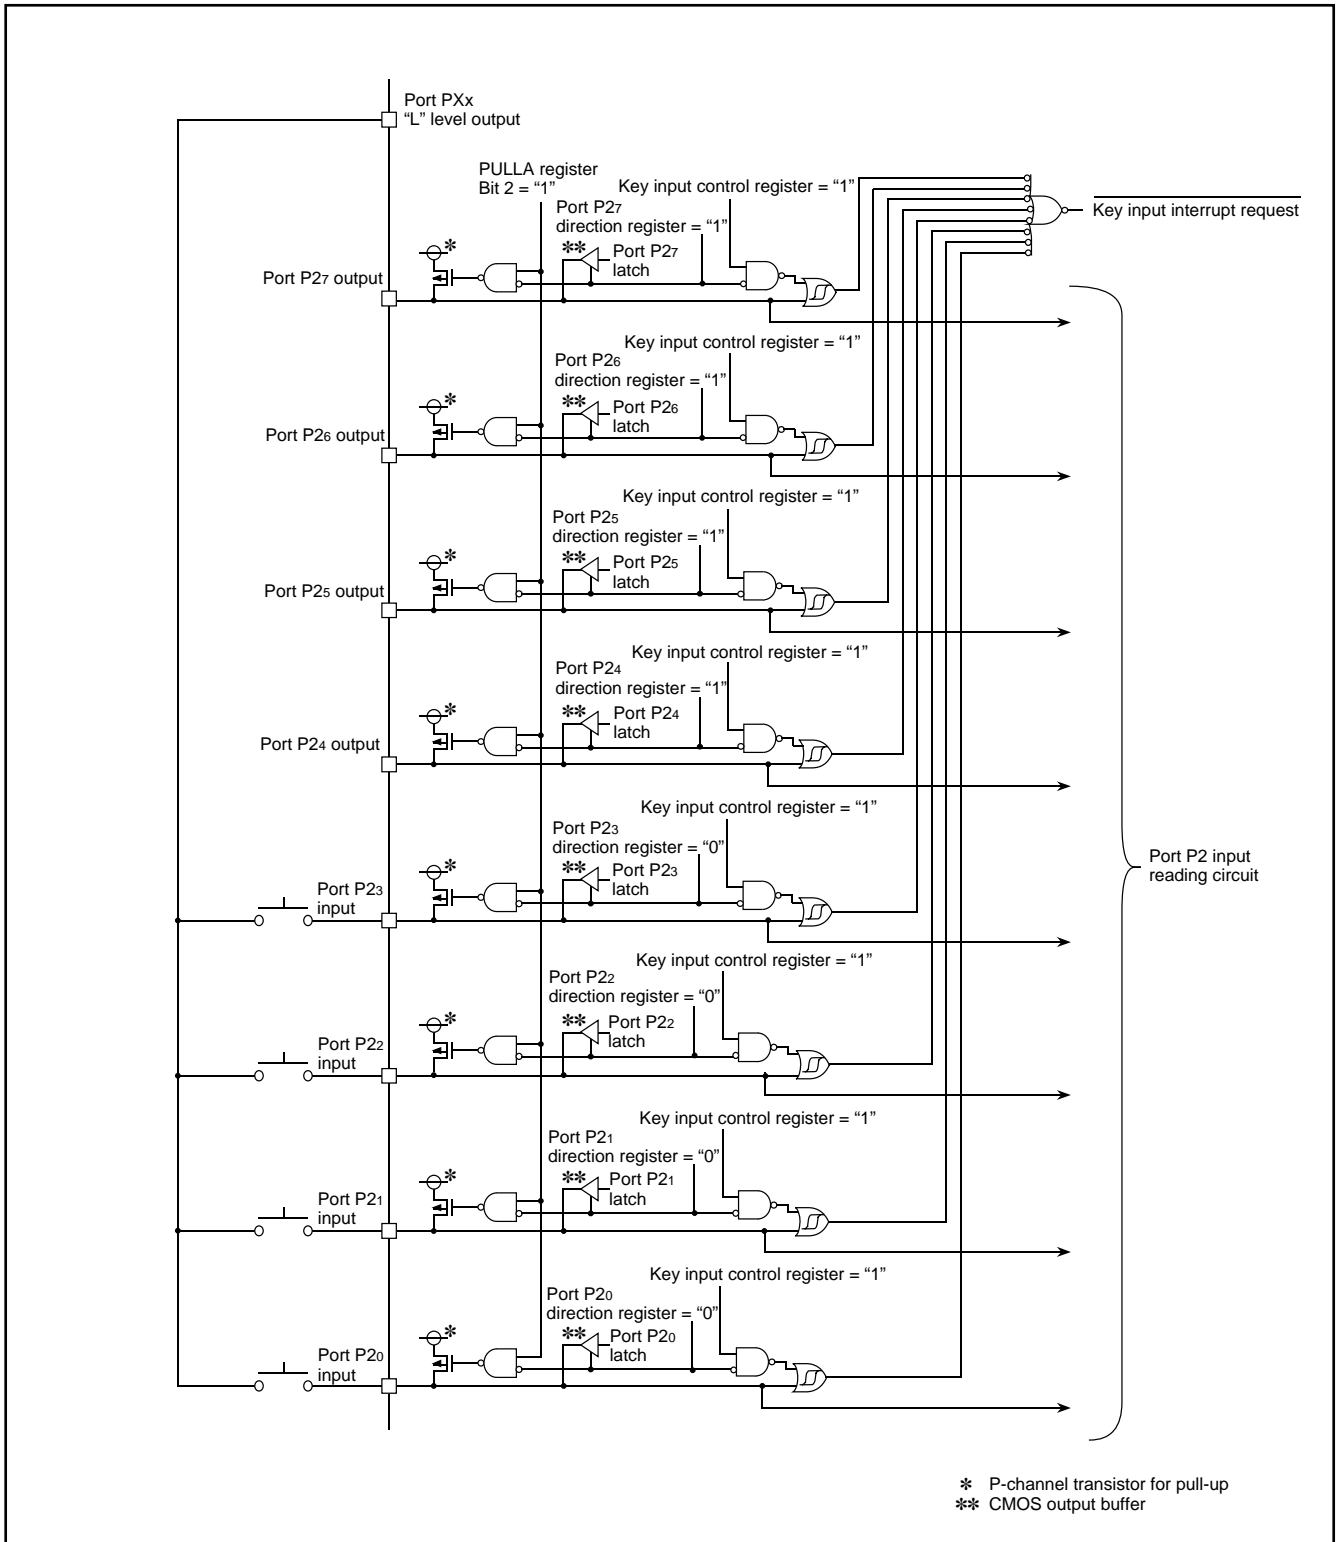 Port PXx
“L” level output
PULLA register
Bit 2 = “1”
Key input control register = “1”
Port P27
direction register = “1”
** Port P27
latch
*
Port P27 output
Key input interrupt request
Key input control register = “1”
Port P26
direction register = “1”
** Port P26
latch
*
Port P26 output
Key input control register = “1”
Port P25
direction register = “1”
** Port P25
latch
*
Port P25 output
Key input control register = “1”
Port P24
direction register = “1”
** Port P24
latch
*
Port P24 output
Key input control register = “1”
Port P23
direction register = “0”
** Port P23
latch
*
Port P23
input
Port P2 input
reading circuit
Key input control register = “1”
Port P22
direction register = “0”
** Port P22
latch
*
Port P22
input
Key input control register = “1”
Port P21
direction register = “0”
** Port P21
latch
*
Port P21
input
Key input control register = “1”
Port P20
direction register = “0”
** Port P20
latch
*
Port P20
input
* P-channel transistor for pull-up
** CMOS output buffer